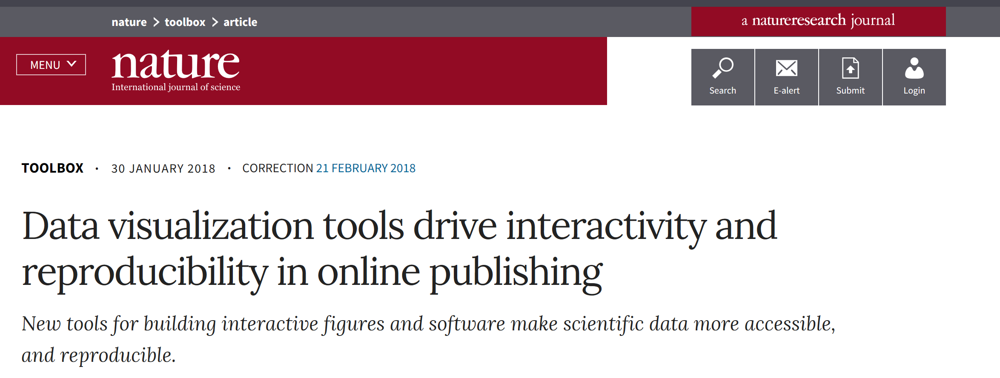 nature > toolbox > article
a natureresearch journal
MENU
nature
International journal of science
Search
E-alert
Submit
Login
TOOLBOX · 30 JANUARY 2018 · CORRECTION 21 FEBRUARY 2018
Data visualization tools drive interactivity and
reproducibility in online publishing
New tools for building interactive figures and software make scientific data more accessible,
and reproducible.